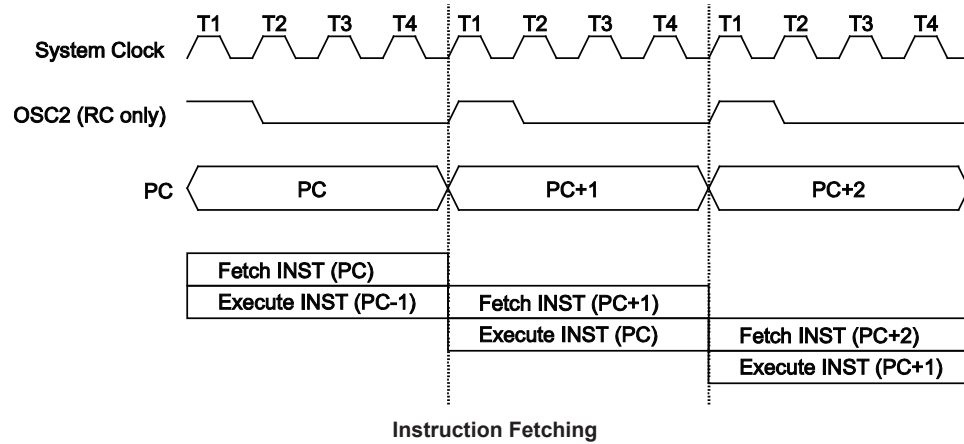 T1 T2 T3 T4 T1 T2 T3 T4 T1 T2 T3 T4
System Clock
OSC2 (RC only)
PC PC PC+1 PC+2
Fetch INST (PC)
Execute INST (PC-1) Fetch INST (PC+1)
Execute INST (PC) Fetch INST (PC+2)
Execute INST (PC+1)
Instruction Fetching